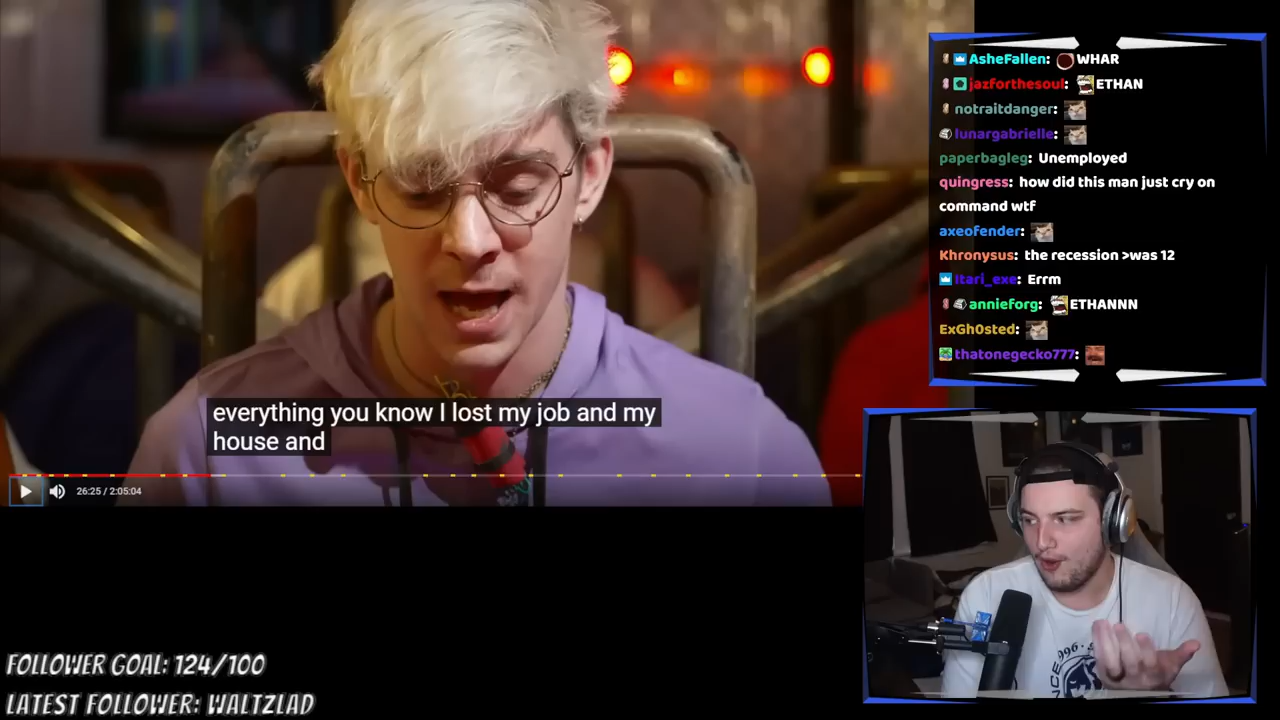 AsheFallen: WHAR
jazforthesoul: ETHAN
notraitdanger:
lunargabrielle:
paperbagleg: Unemployed
quingress: how did this man just cry on
command wtf
axeofender:
Khronysus: the recession >was 12
Itari_exe: Errm
annieforg: ETHANNN
ExGh0sted:
thatonegecko777:
everything you know I lost my job and my
house and
26:25 / 2:05:04
996
NCE
FOLLOWER GOAL: 124/100
LATEST FOLLOWER: WALTZLAD